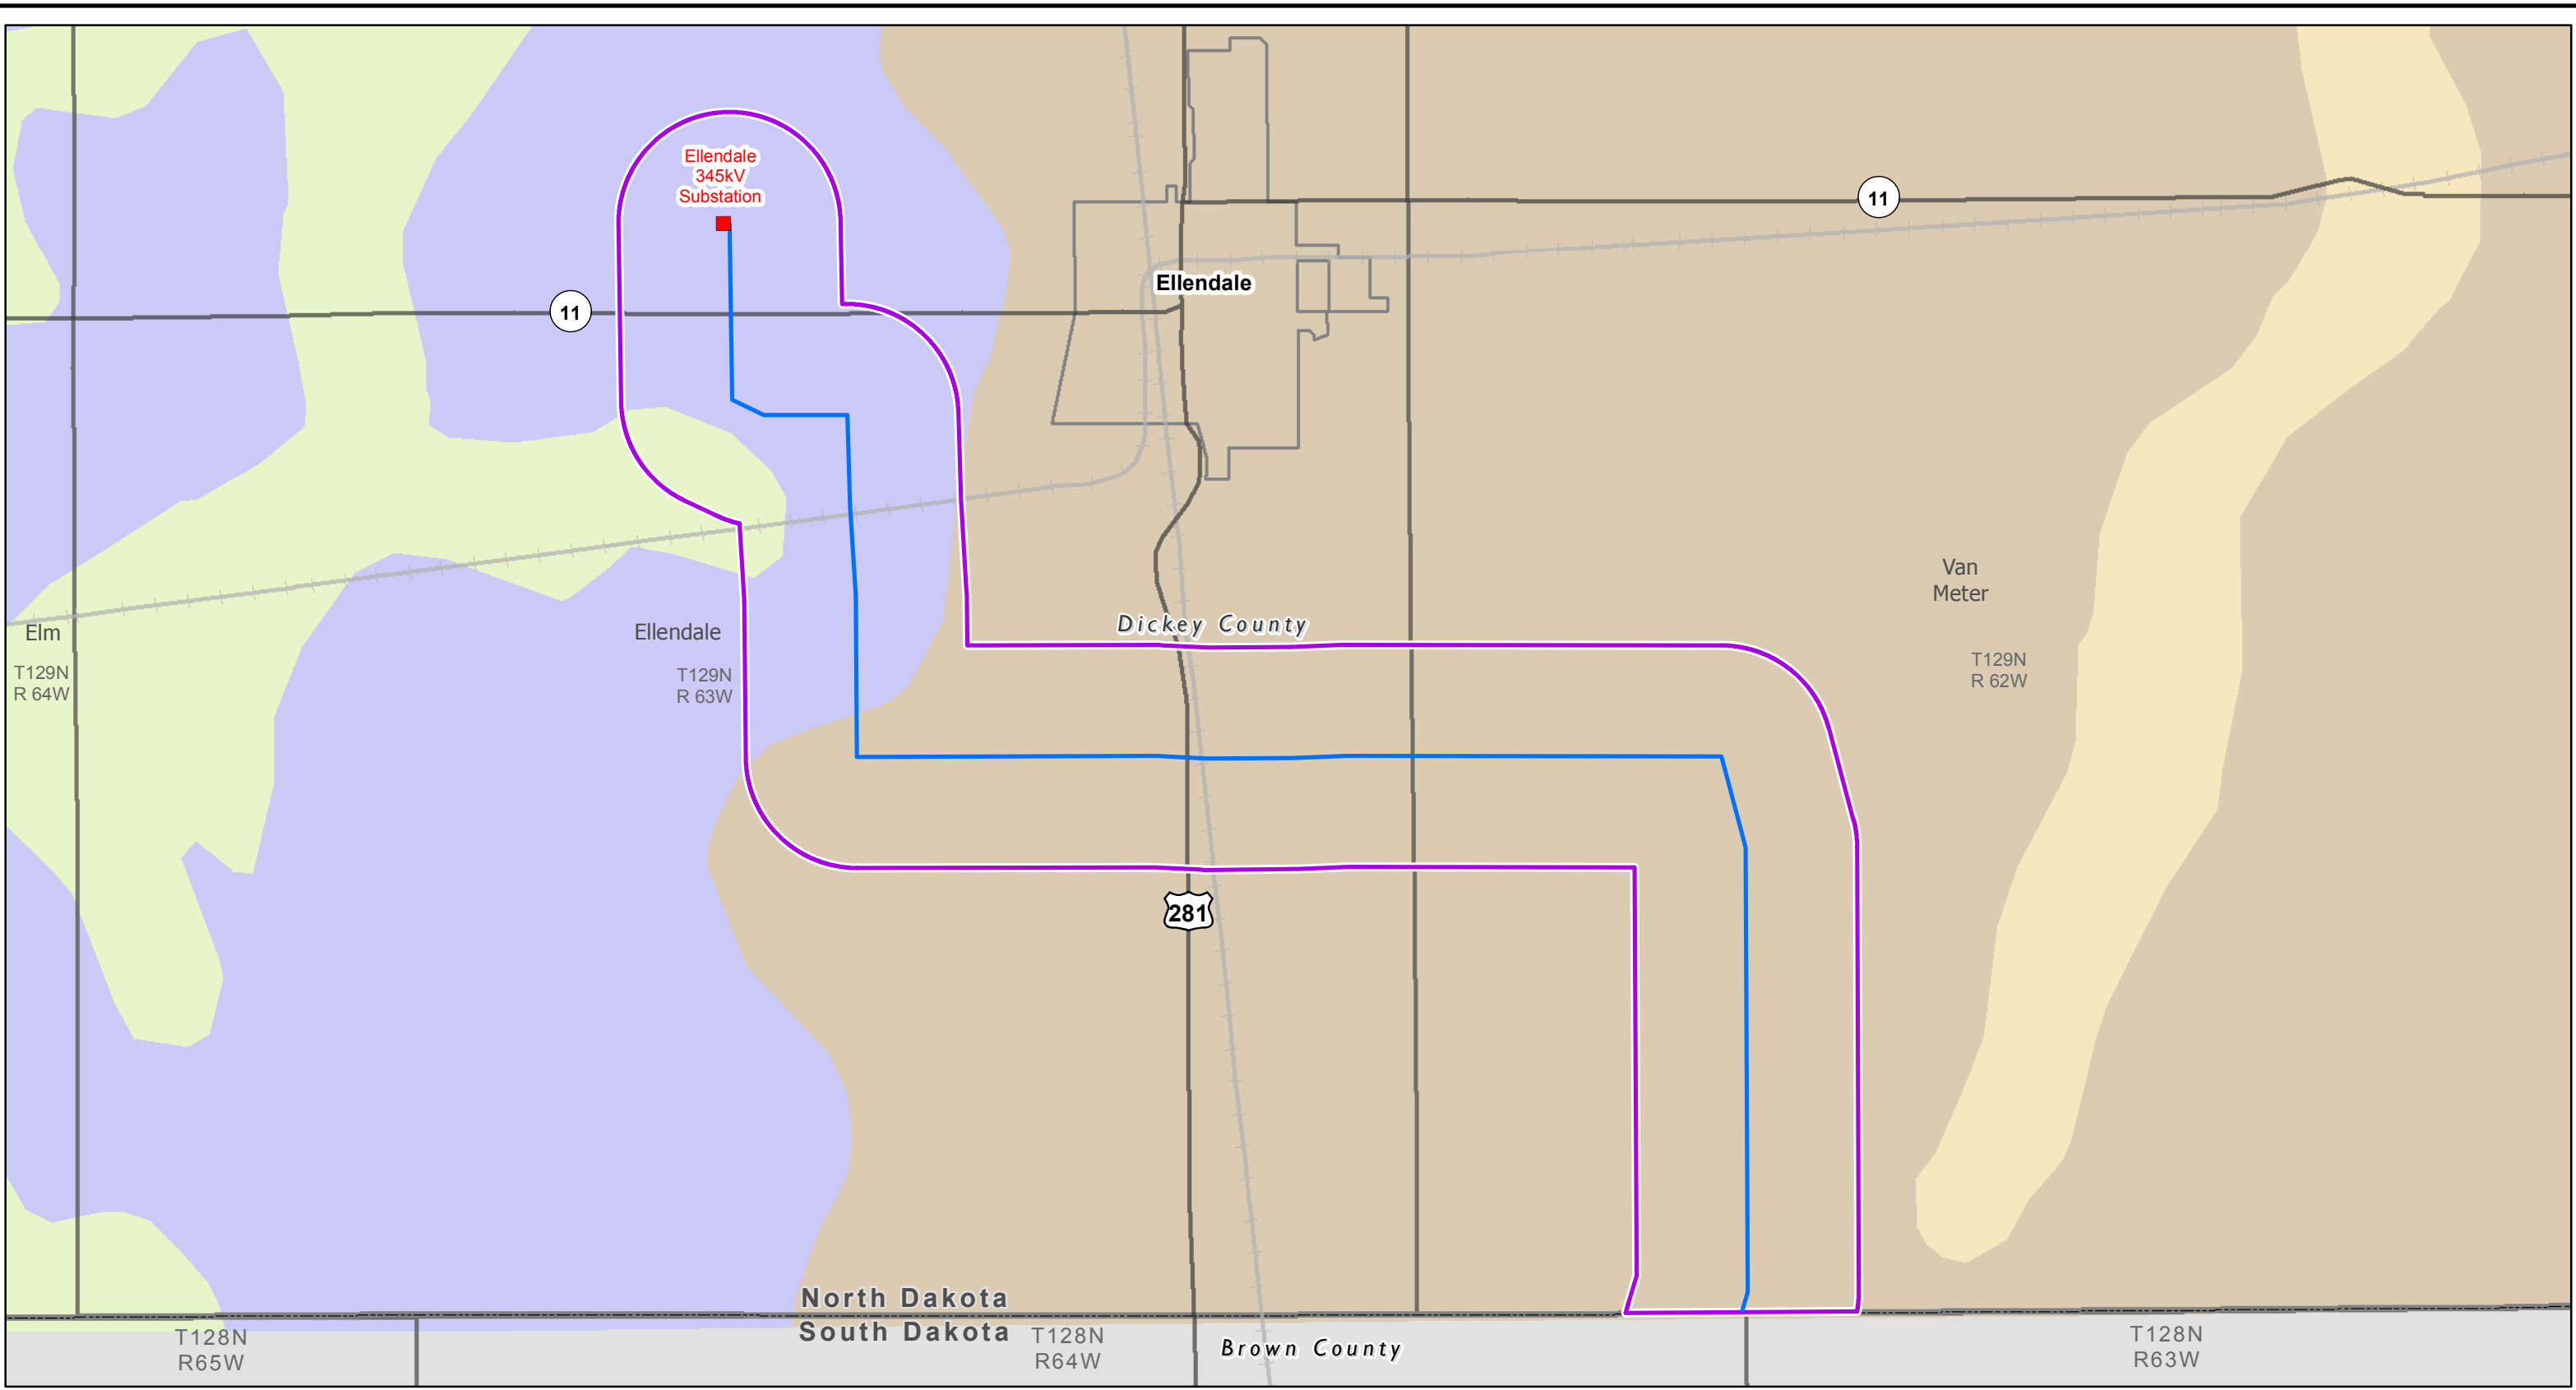 Ellendale
345kV
Substation
11
11
Ellendale
Van
Meter
Dickey County
Elm
Ellendale
T129N
R 64W
T129N
R 63W
T129N
R 62W
281
North Dakota
South Dakota
T128N
R65W
T128N
R64W
Brown County
T128N
R63W